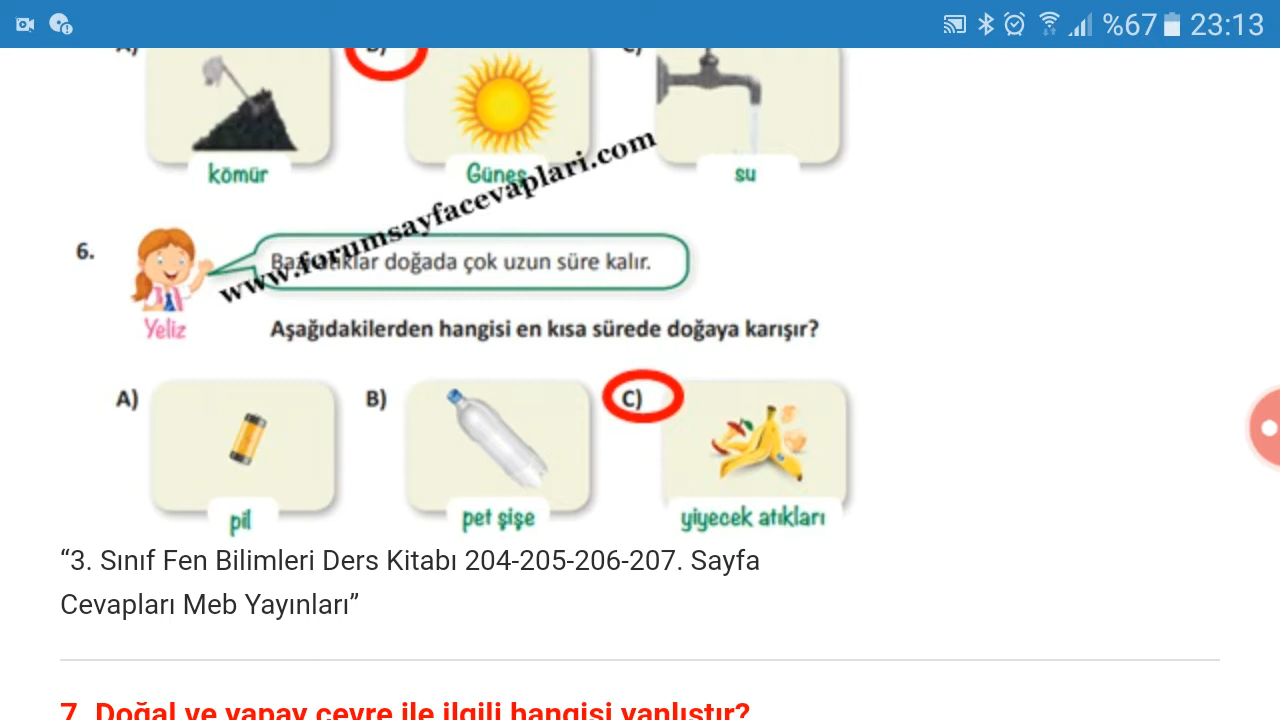 %67 23:13
A) B) C)
kömür Güneş su
www.forumsayfacevaplari.com
6.
Bazı atıklar doğada çok uzun süre kalır.
Yeliz
Aşağıdakilerden hangisi en kısa sürede doğaya karışır?
A) B) C)
pil pet şişe yiyecek atıkları
“3. Sınıf Fen Bilimleri Ders Kitabı 204-205-206-207. Sayfa
Cevapları Meb Yayınları”
7. Doğal ve yapay çevre ile ilgili hangisi yanlıştır?